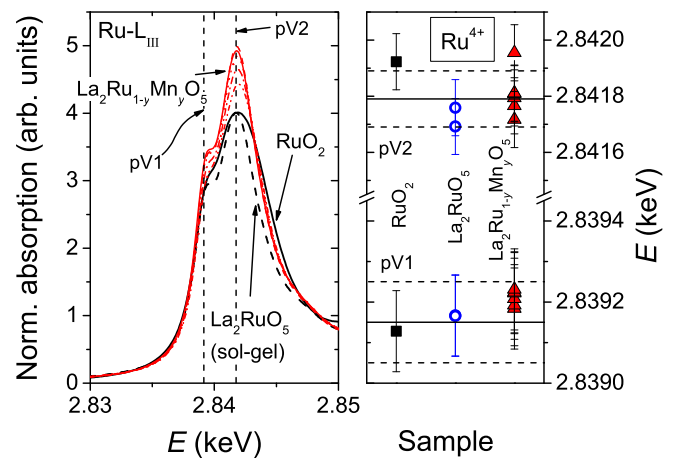 Ru-L_III
pV2
La₂Ru₁₋yMnyO₅
pV1
RuO₂
La₂RuO₅
(sol-gel)
Norm. absorption (arb. units)
5
4
3
2
1
0
2.83
2.84
2.85
E (keV)
Ru⁴⁺
pV2
RuO₂
La₂RuO₅
La₂Ru₁₋yMnyO₅
pV1
2.8420
2.8418
2.8416
2.8394
2.8392
2.8390
E (keV)
Sample